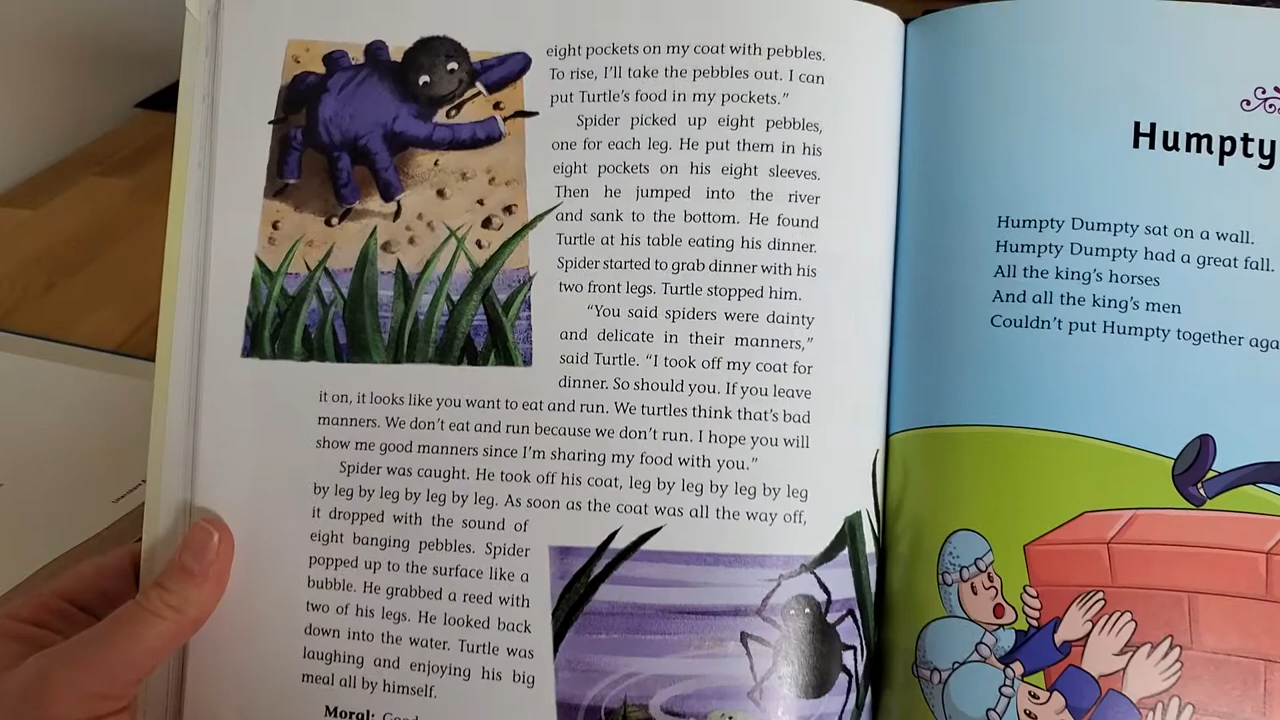 eight pockets on my coat with pebbles.
To rise, I'll take the pebbles out. I can
put Turtle's food in my pockets."
Spider picked up eight pebbles,
one for each leg. He put them in his
eight pockets on his eight sleeves.
Then he jumped into the river
and sank to the bottom. He found
Turtle at his table eating his dinner.
Spider started to grab dinner with his
two front legs. Turtle stopped him.
"You said spiders were dainty
and delicate in their manners,"
said Turtle. "I took off my coat for
dinner. So should you. If you leave
it on, it looks like you want to eat and run. We turtles think that's bad
manners. We don't eat and run because we don't run. I hope you will
show me good manners since I'm sharing my food with you."
Spider was caught. He took off his coat, leg by leg by leg by leg
by leg by leg by leg by leg. As soon as the coat was all the way off,
it dropped with the sound of
eight banging pebbles. Spider
popped up to the surface like a
bubble. He grabbed a reed with
two of his legs. He looked back
down into the water. Turtle was
laughing and enjoying his big
meal all by himself.
Moral:
Humpty
Humpty Dumpty sat on a wall.
Humpty Dumpty had a great fall.
All the king's horses
And all the king's men
Couldn't put Humpty together